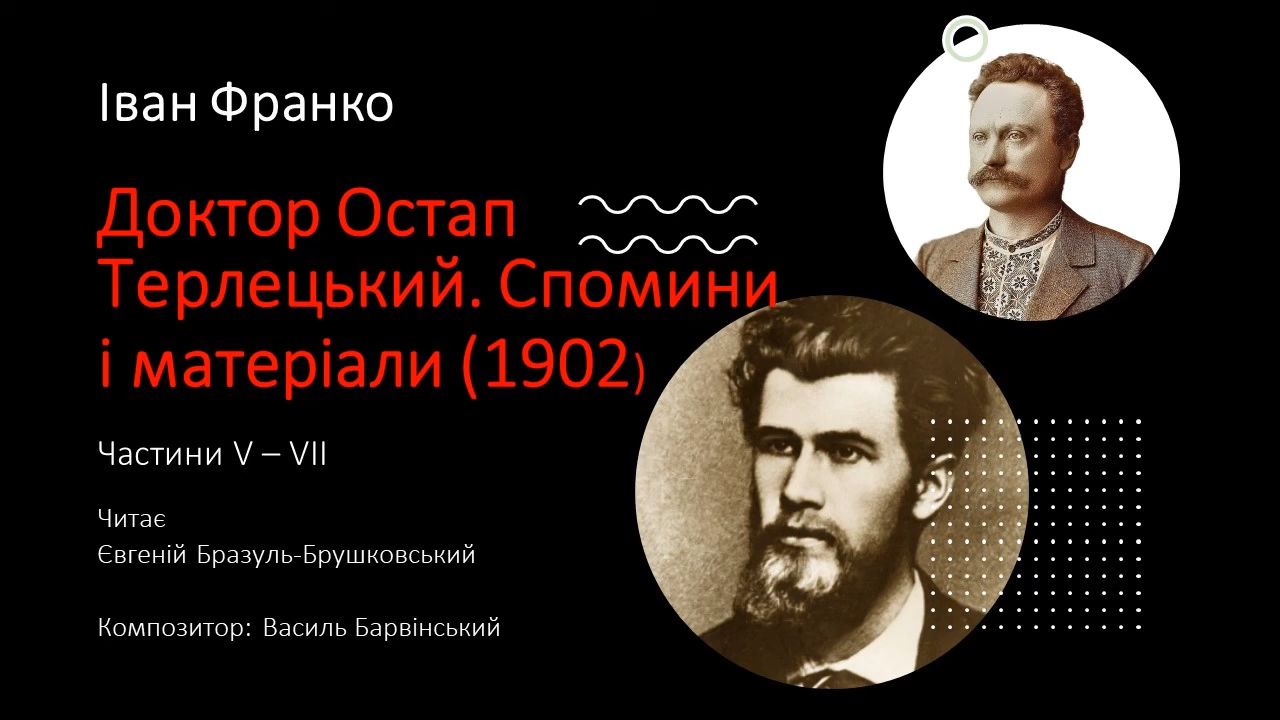 Іван Франко
Доктор Остап
Терлецький. Спомини
і матеріали (1902)
Частини V – VII
Читає
Євгеній Бразуль-Брушковський
Композитор: Василь Барвінський